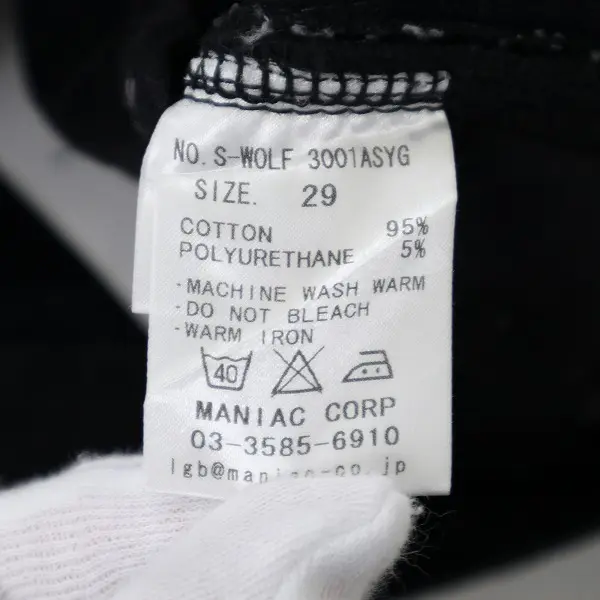 NO. S-WOLF 3001ASYG
SIZE. 29
COTTON 95%
POLYURETHANE 5%
·MACHINE WASH WARM
·DO NOT BLEACH
·WARM IRON
40
MANIAC CORP
03-3585-6910